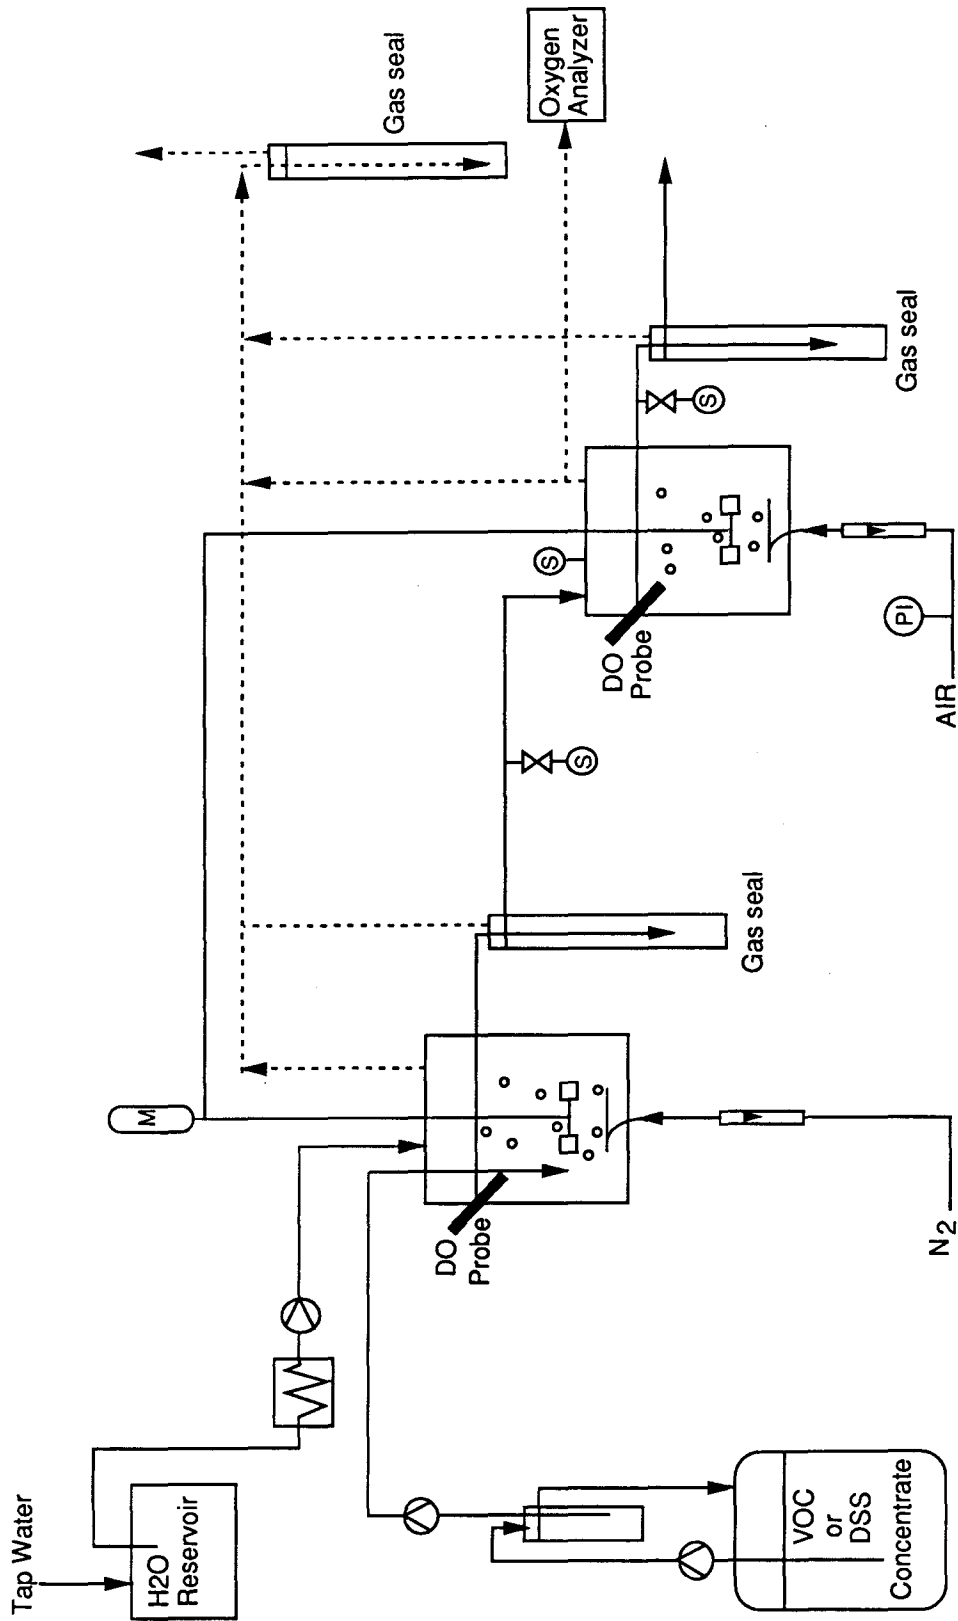 Tap Water
H2O
Reservoir
VOC
or
DSS
Concentrate
M
DO
Probe
N2
Gas seal
S
DO
Probe
S
AIR
PI
S
Gas seal
Oxygen
Analyzer
Gas seal